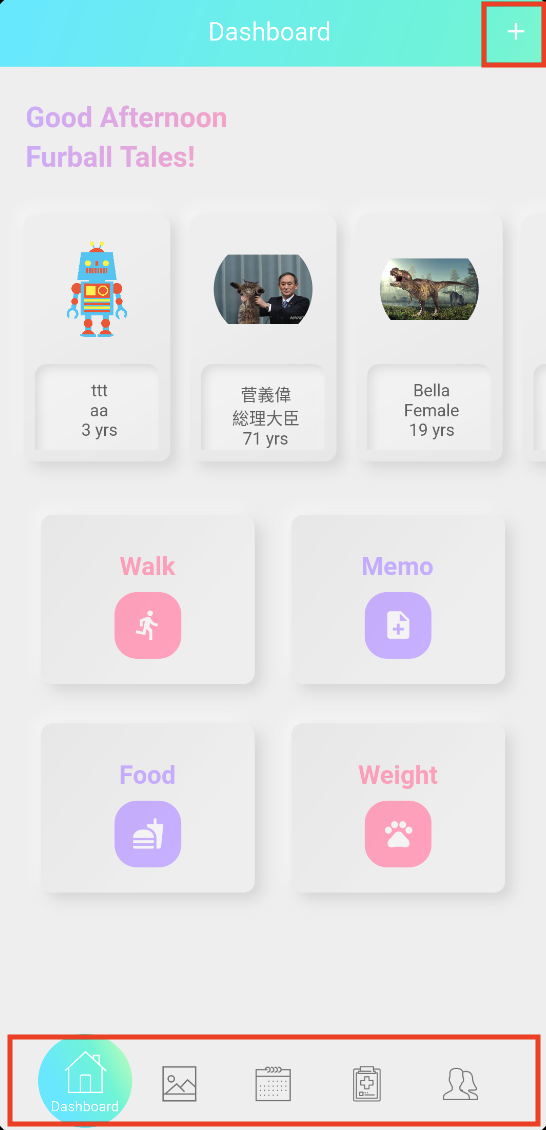 Dashboard
Good Afternoon
Furball Tales!
ttt
aa
3 yrs
菅義偉
総理大臣
71 yrs
Bella
Female
19 yrs
Walk
Memo
Food
Weight
Dashboard